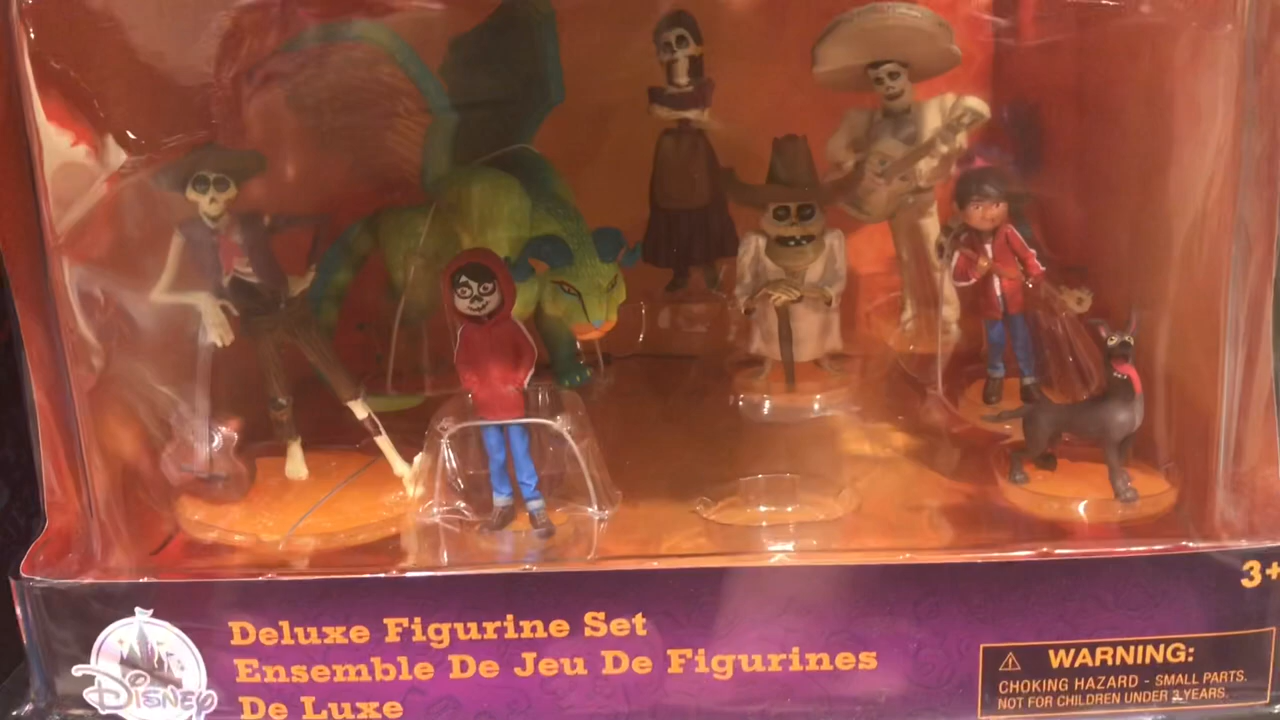 3+
Deluxe Figurine Set
Ensemble De Jeu De Figurines
De Luxe
Disney
WARNING:
CHOKING HAZARD - SMALL PARTS.
NOT FOR CHILDREN UNDER 3 YEARS.